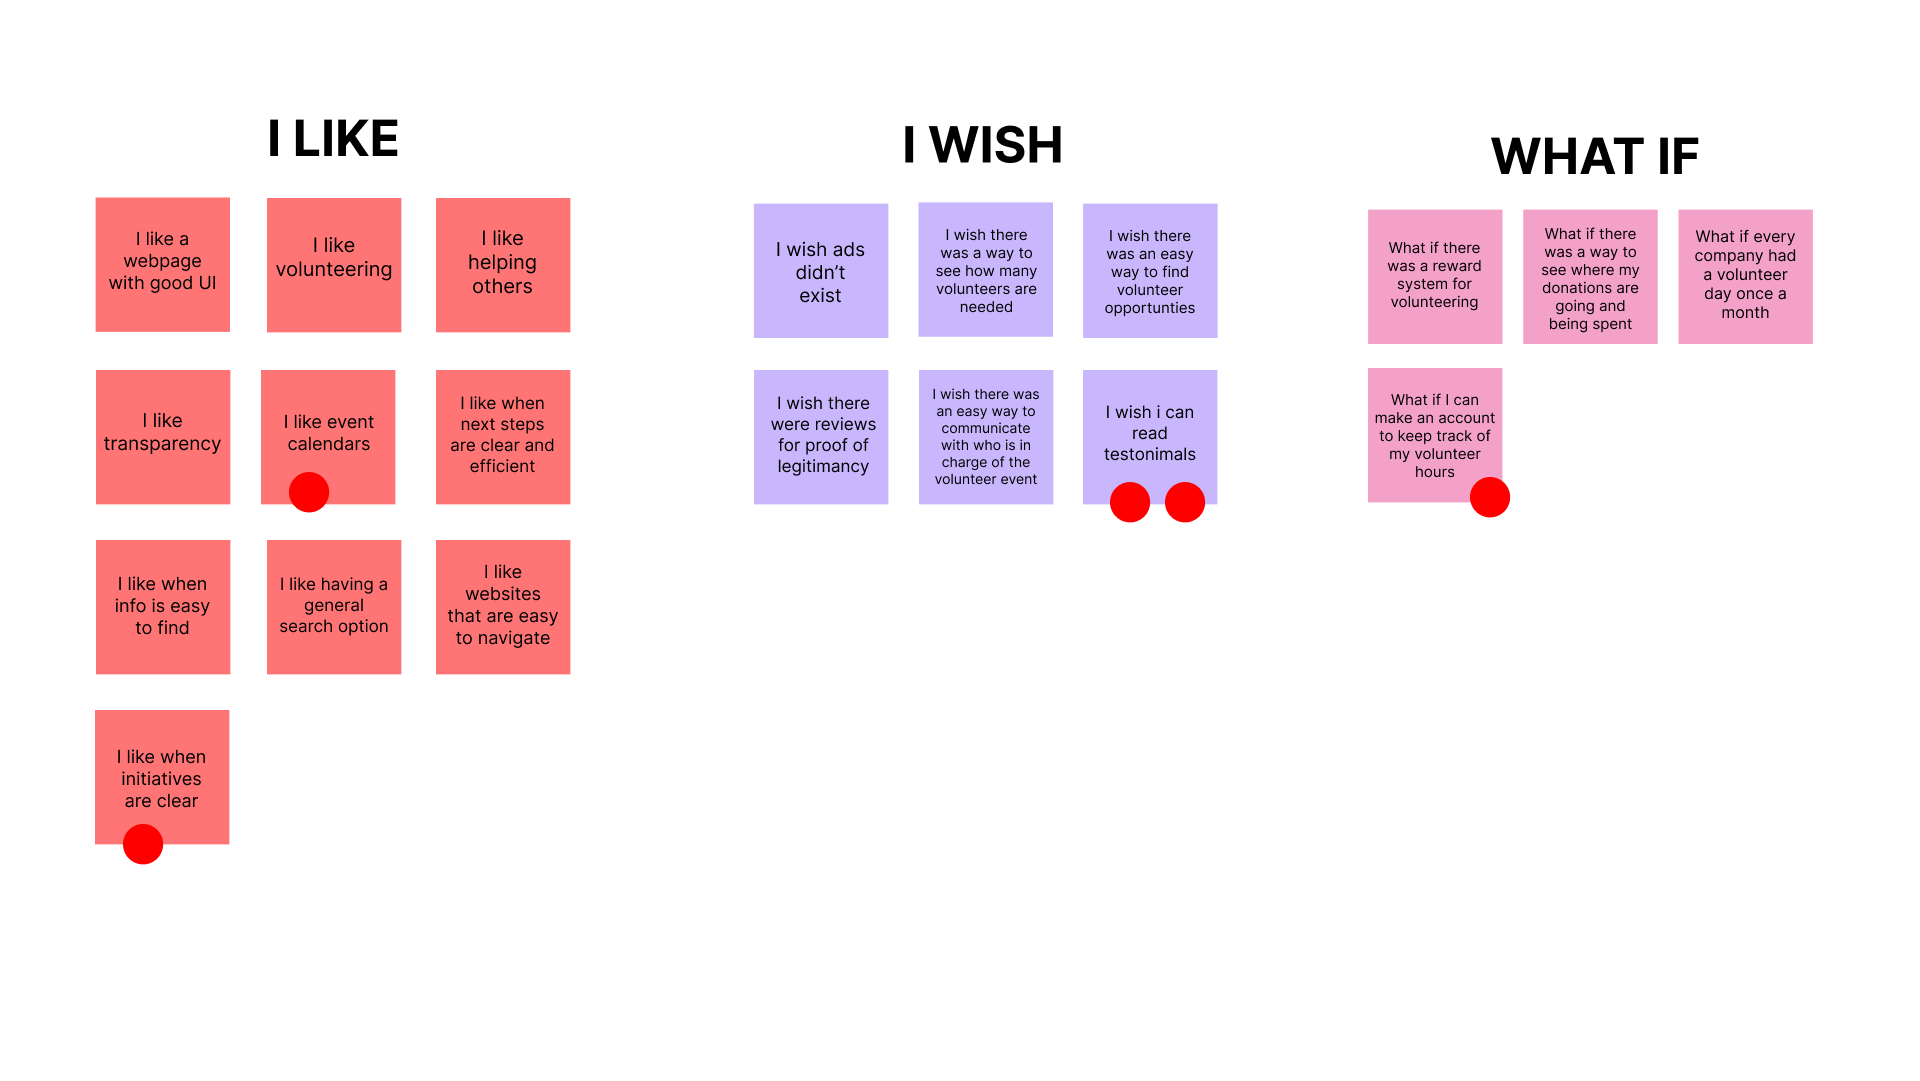 I LIKE
I like a
webpage
with good UI
I like
volunteering
I like
helping
others
I like
transparency
I like event
calendars
I like when
next steps
are clear and
efficient
I like when
info is easy
to find
I like having a
general
search option
I like
websites
that are easy
to navigate
I like when
initiatives
are clear
I WISH
I wish ads
didn’t
exist
I wish there
was a way to
see how many
volunteers are
needed
I wish there
was an easy
way to find
volunteer
opportunties
I wish there
were reviews
for proof of
legitimancy
I wish there was
an easy way to
communicate
with who is in
charge of the
volunteer event
I wish i can
read
testonimals
WHAT IF
What if there
was a reward
system for
volunteering
What if there
was a way to
see where my
donations are
going and
being spent
What if every
company had
a volunteer
day once a
month
What if I can
make an account
to keep track of
my volunteer
hours